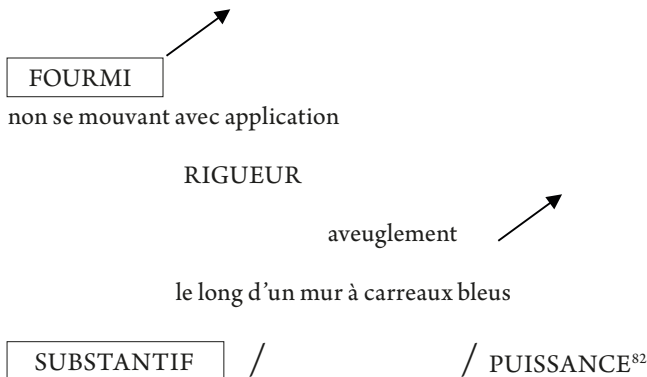 FOURMI
non se mouvant avec application
RIGUEUR
aveuglement
le long d’un mur à carreaux bleus
SUBSTANTIF / / PUISSANCE⁸²